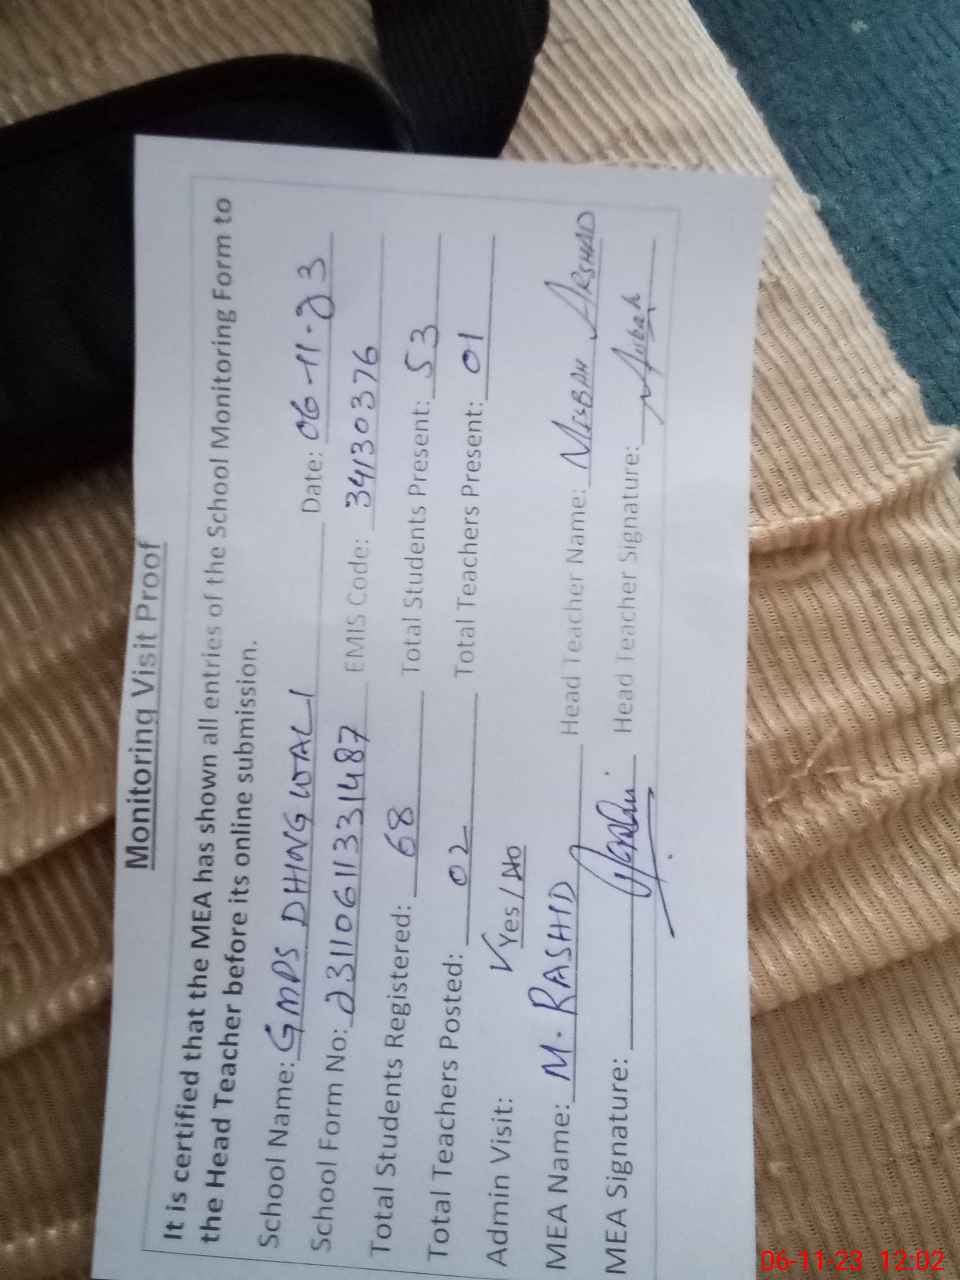 Monitoring Visit Proof
It is certified that the MEA has shown all entries of the School Monitoring Form to
the Head Teacher before its online submission.
School Name: GMPS DHING WALI Date: 06-11-23
School Form No: 231106113331487 EMIS Code: 34130376
Total Students Registered: 68 Total Students Present: 53
Total Teachers Posted: 02 Total Teachers Present: 01
Admin Visit: Yes / No
MEA Name: M. RASHID Head Teacher Name: MISBAH ARSHAD
MEA Signature: Head Teacher Signature: Misbah
06-11-23 12:02